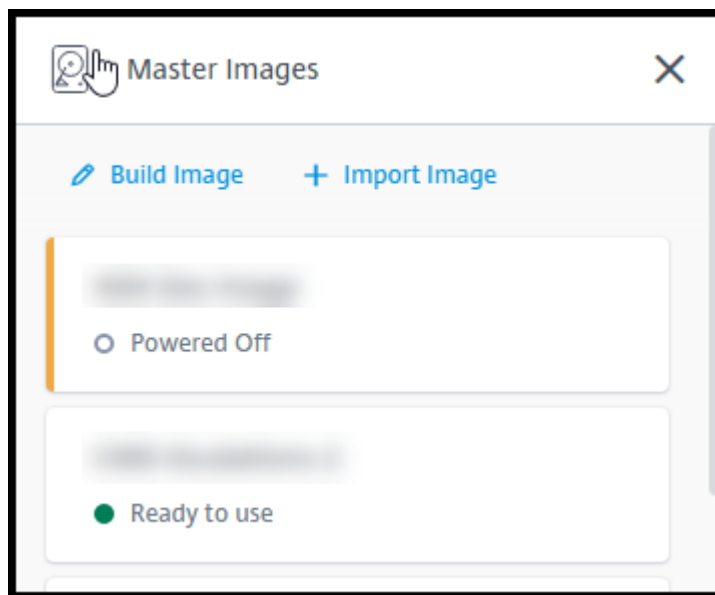 Master Images
Build Image
Import Image
Powered Off
Ready to use